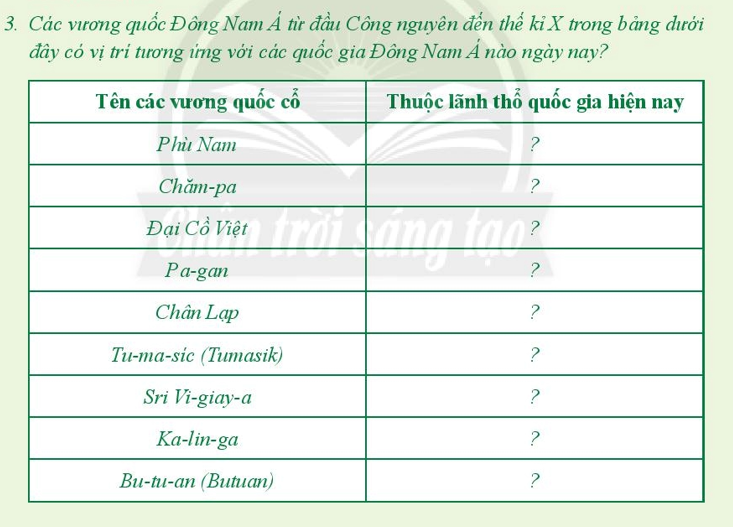 3. Các vương quốc Đông Nam Á từ đầu Công nguyên đến thế kỉ X trong bảng dưới
đây có vị trí tương ứng với các quốc gia Đông Nam Á nào ngày nay?
Tên các vương quốc cổ Thuộc lãnh thổ quốc gia hiện nay
Phù Nam ?
Chăm-pa ?
Đại Cồ Việt ?
Chân trời sáng tạo
Pa-gan ?
Chân Lạp ?
Tu-ma-síc (Tumasik) ?
Sri Vi-giay-a ?
Ka-lin-ga ?
Bu-tu-an (Butuan) ?